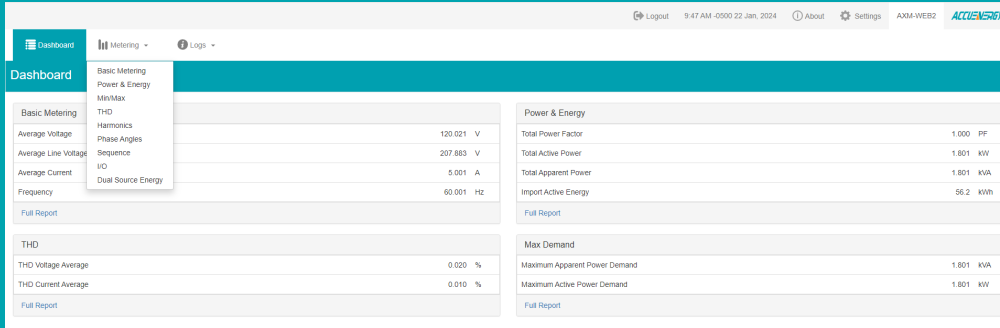 Logout 9:47 AM -0500 22 Jan, 2024 About Settings AXM-WEB2 ACCUENERGY
Dashboard Metering Logs
Basic Metering
Power & Energy
Min/Max
THD
Harmonics
Phase Angles
Sequence
I/O
Dual Source Energy
Dashboard
Basic Metering
Average Voltage 120.021 V
Average Line Voltage 207.883 V
Average Current 5.001 A
Frequency 60.001 Hz
Full Report
Power & Energy
Total Power Factor 1.000 PF
Total Active Power 1.801 kW
Total Apparent Power 1.801 kVA
Import Active Energy 56.2 kWh
Full Report
THD
THD Voltage Average 0.020 %
THD Current Average 0.010 %
Full Report
Max Demand
Maximum Apparent Power Demand 1.801 kVA
Maximum Active Power Demand 1.801 kW
Full Report